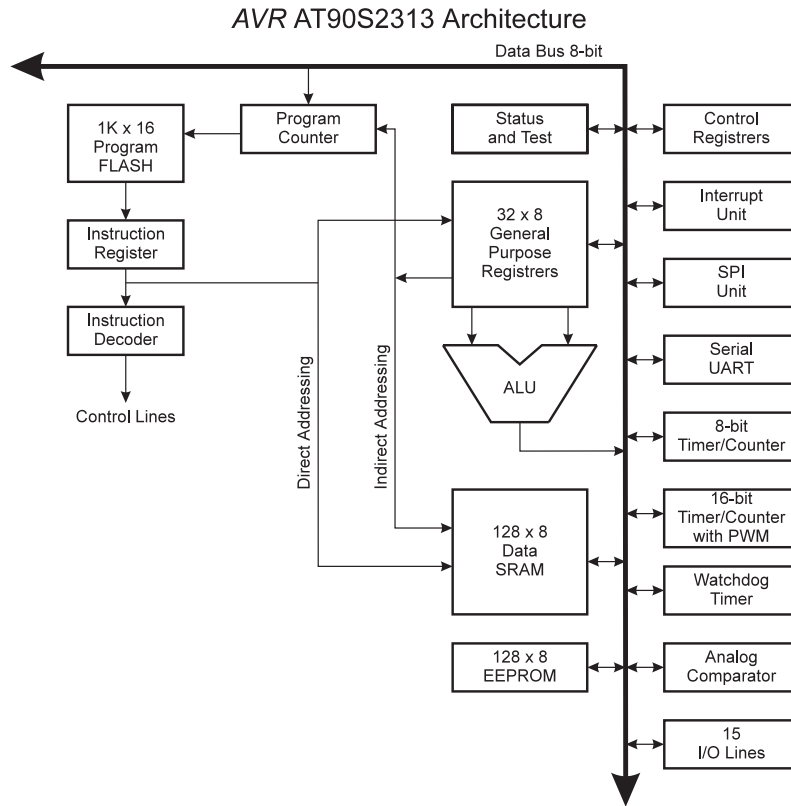 AVR AT90S2313 Architecture
Data Bus 8-bit
1K x 16
Program
FLASH
Program
Counter
Status
and Test
Control
Registrers
Instruction
Register
32 x 8
General
Purpose
Registrers
Interrupt
Unit
SPI
Unit
Instruction
Decoder
ALU
Serial
UART
Control Lines
Direct Addressing
Indirect Addressing
8-bit
Timer/Counter
128 x 8
Data
SRAM
16-bit
Timer/Counter
with PWM
Watchdog
Timer
128 x 8
EEPROM
Analog
Comparator
15
I/O Lines